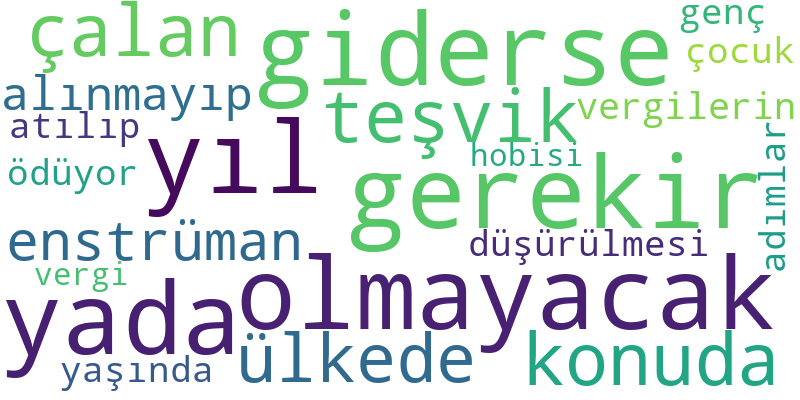 çalan
giderse
genç
çocuk
alınmayıp
teşvik
vergilerin
atılıp
yıl
hobisi
ödüyor
gerekir
adımlar
enstrüman
düşürülmesi
vergi
yada
olmayacak
yaşında
ülkede
konuda